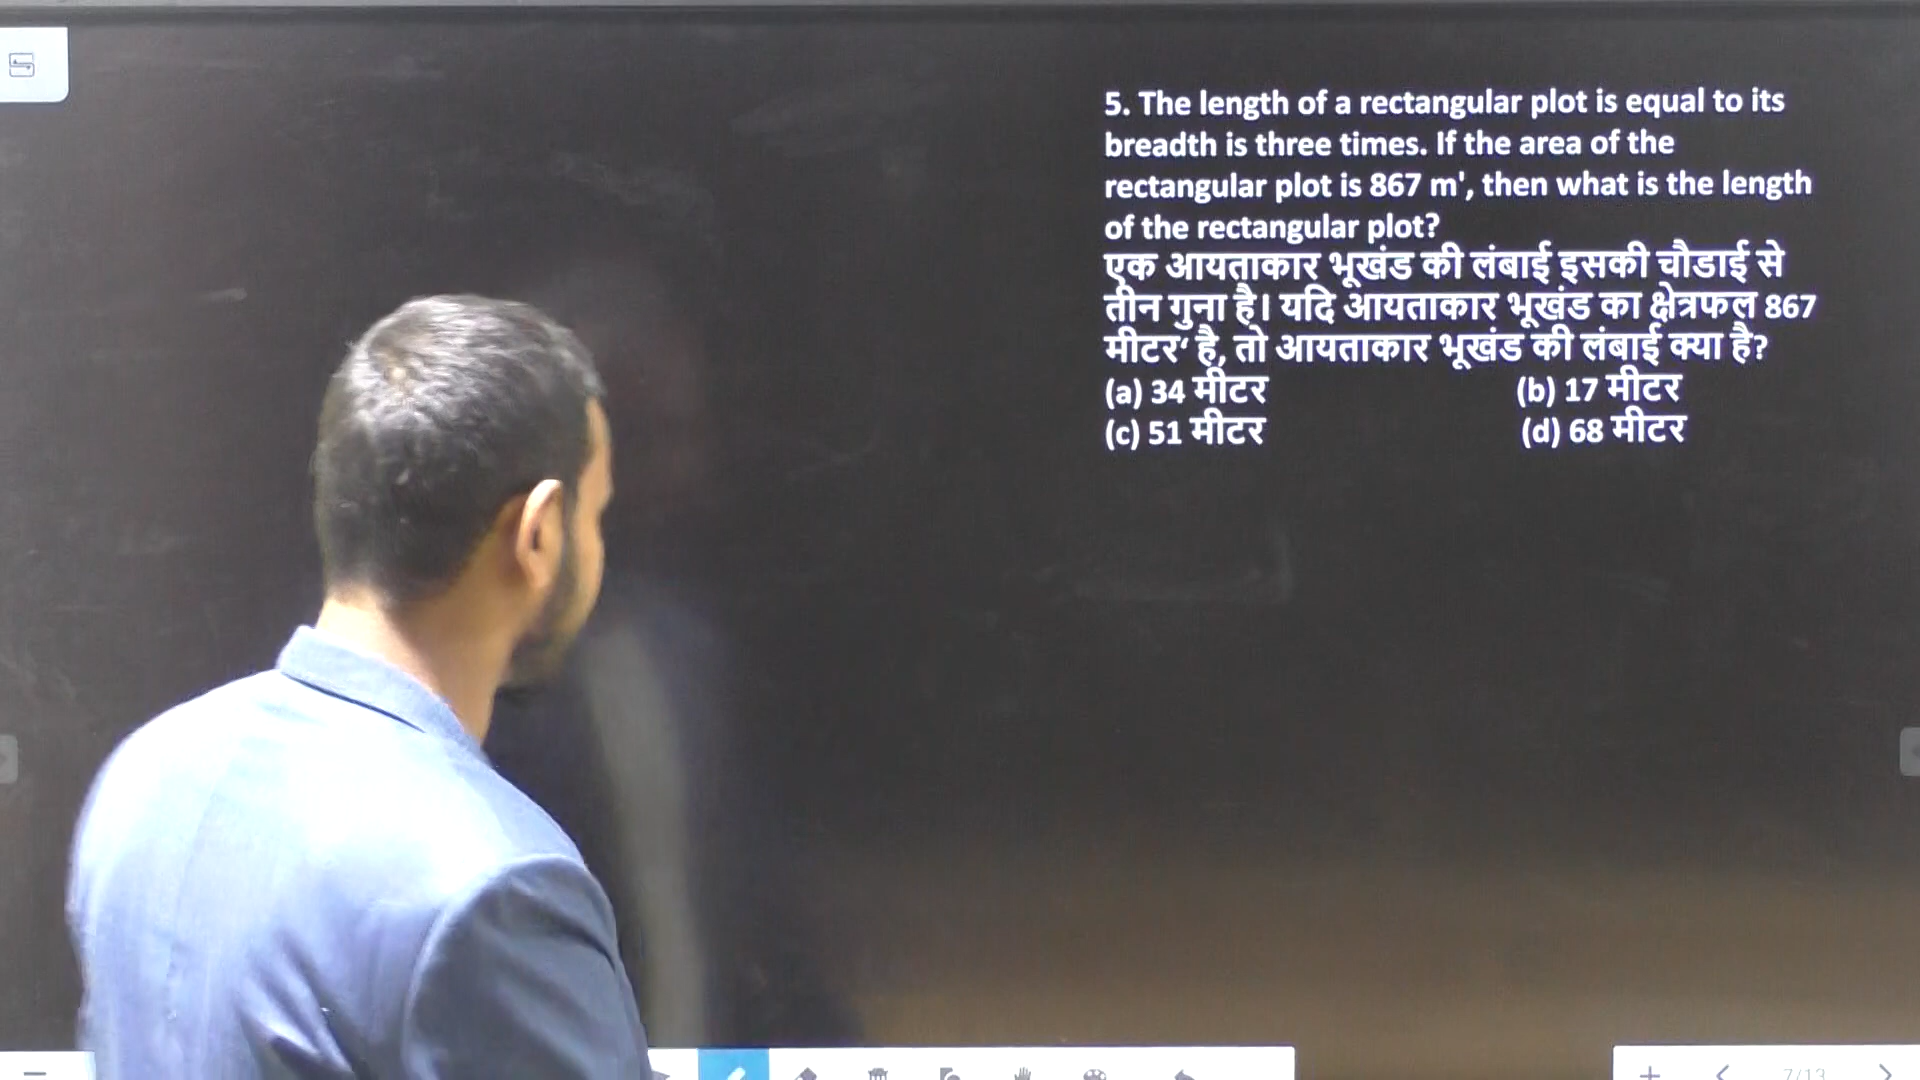 5. The length of a rectangular plot is equal to its
breadth is three times. If the area of the
rectangular plot is 867 m', then what is the length
of the rectangular plot?
एक आयताकार भूखंड की लंबाई इसकी चौडाई से
तीन गुना है। यदि आयताकार भूखंड का क्षेत्रफल 867
मीटर‘ है, तो आयताकार भूखंड की लंबाई क्या है?
(a) 34 मीटर (b) 17 मीटर
(c) 51 मीटर (d) 68 मीटर
7/13